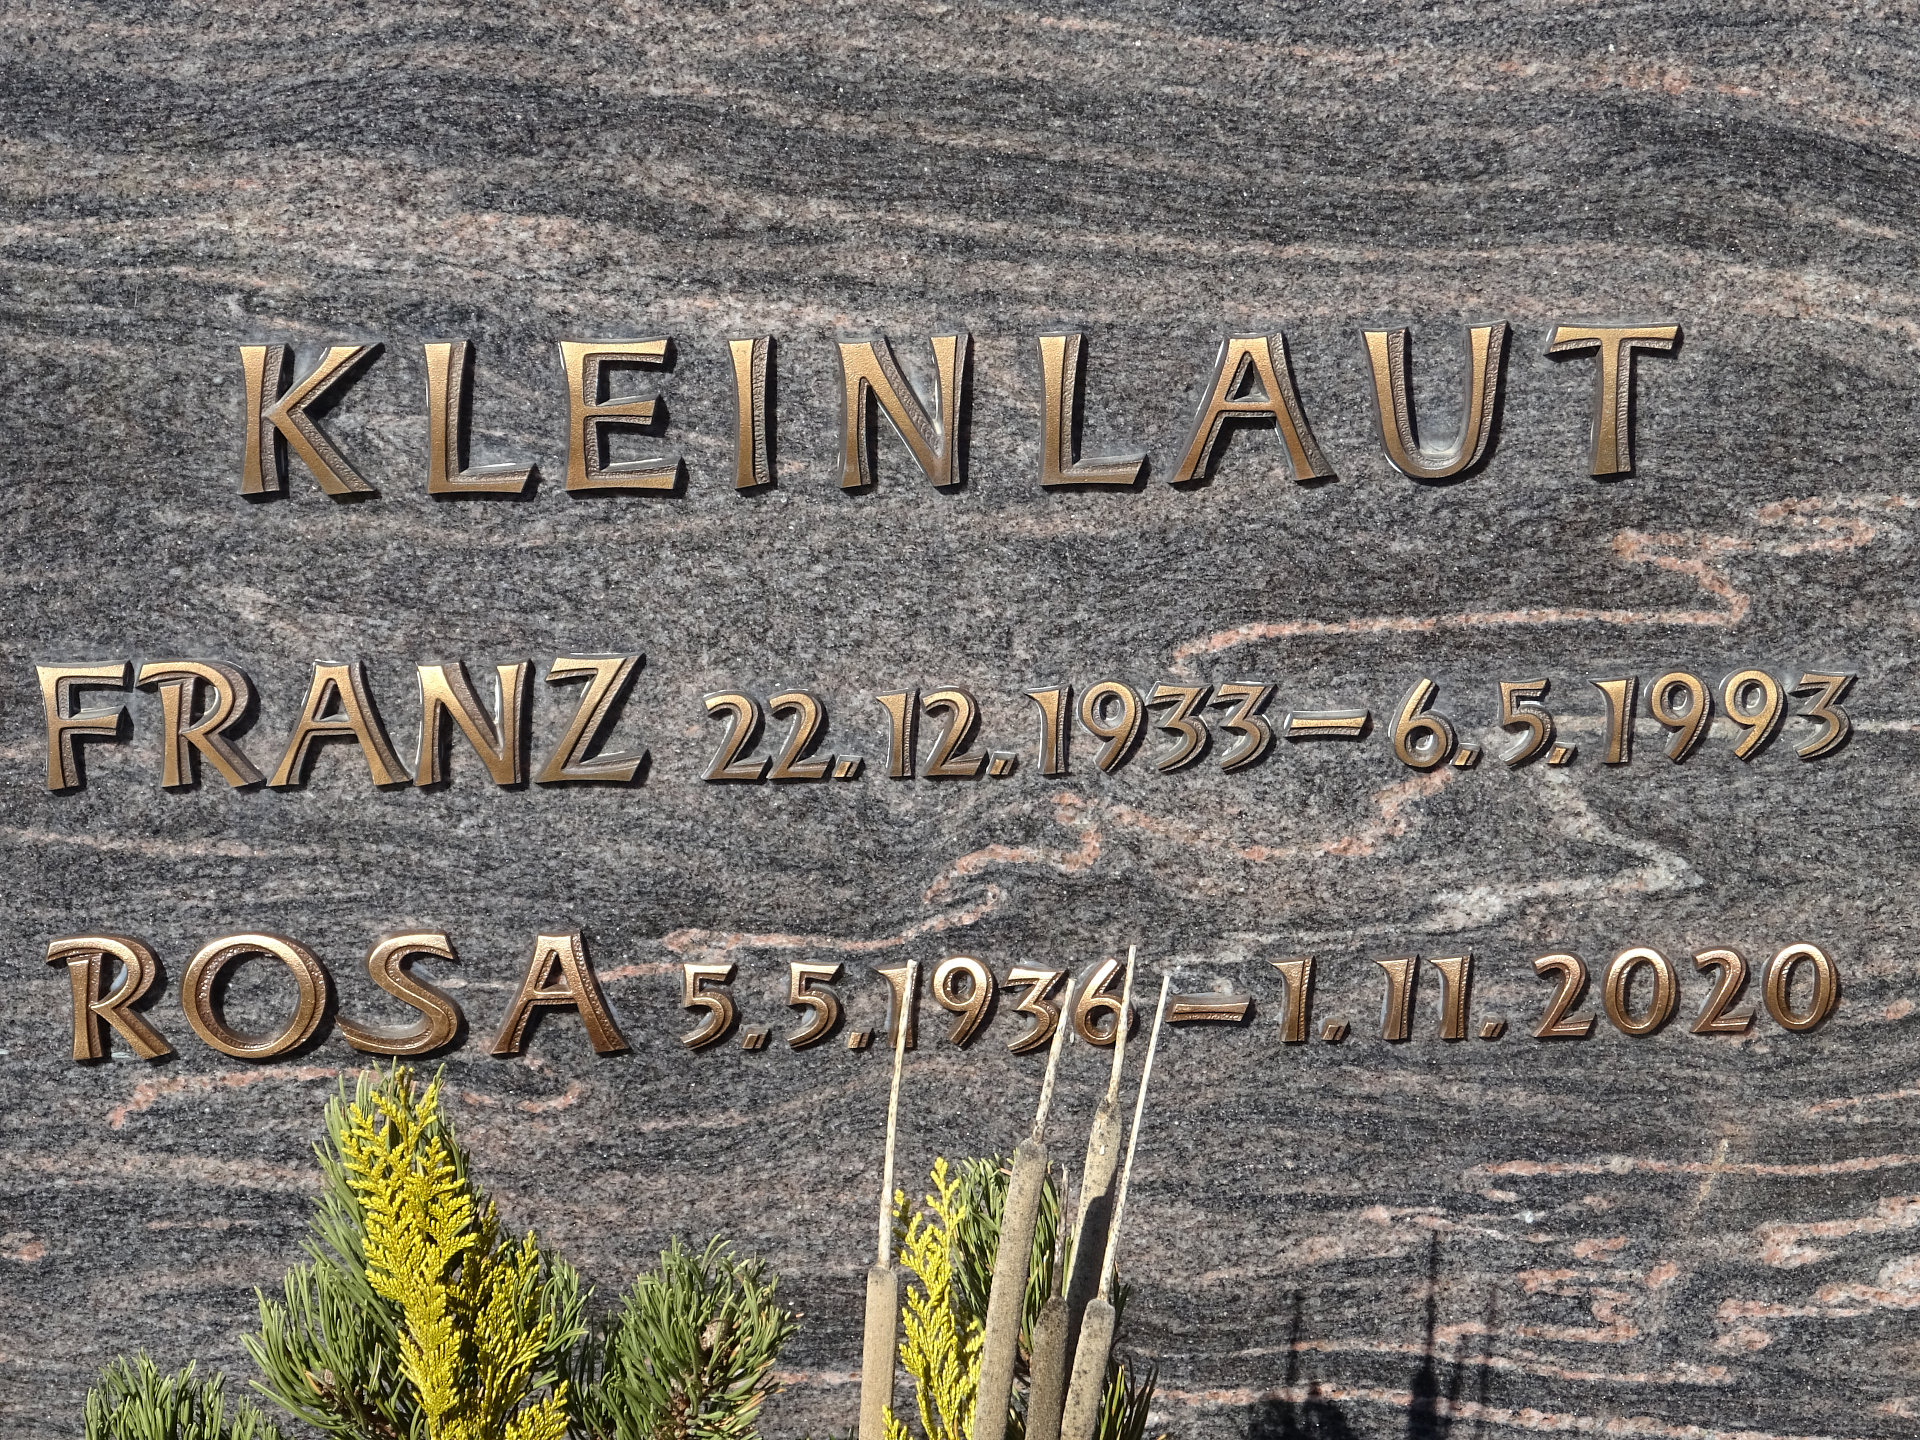 KLEINLAUT
FRANZ 22.12.1933-6.5.1993
ROSA 5.5.1936-1.11.2020